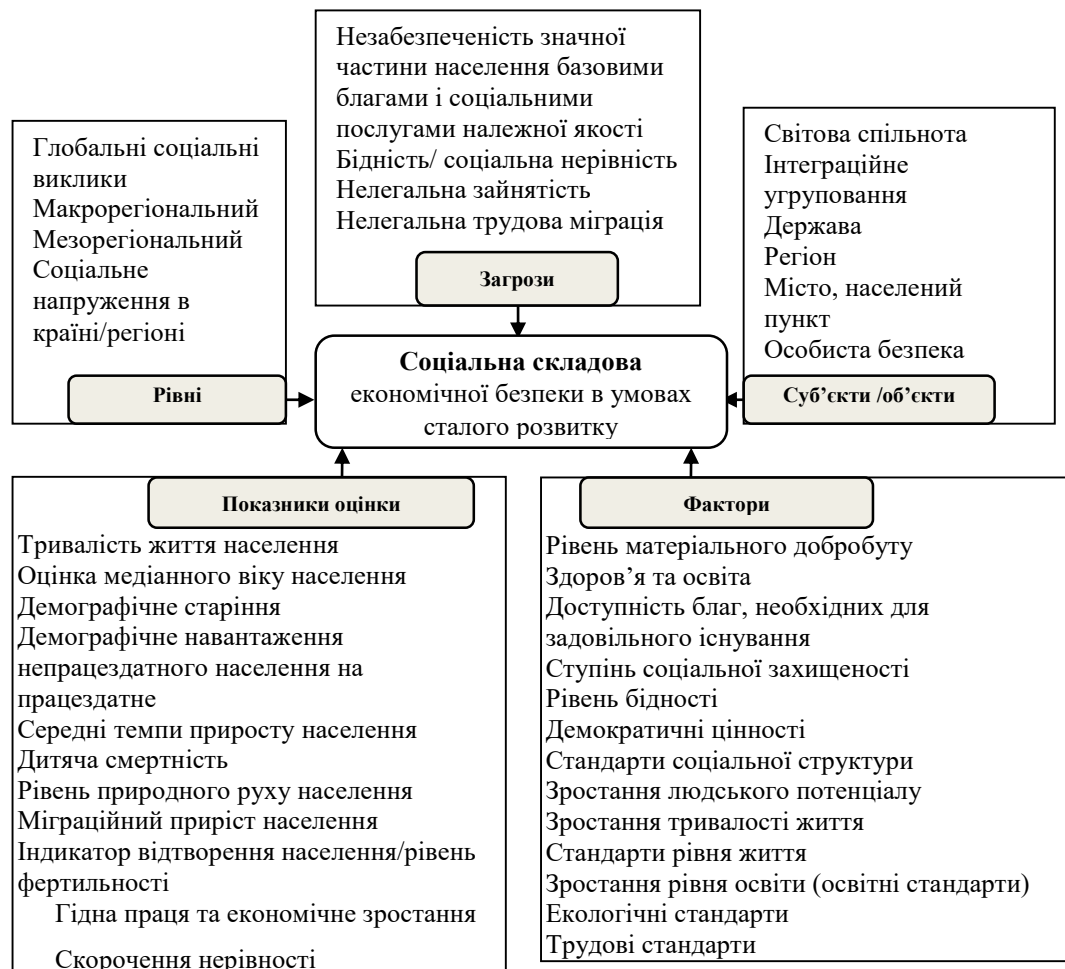 Незабезпеченість значної
частини населення базовими
благами і соціальними
послугами належної якості
Бідність/ соціальна нерівність
Нелегальна зайнятість
Нелегальна трудова міграція
Загрози
Глобальні соціальні
виклики
Макрорегіональний
Мезорегіональний
Соціальне
напруження в
країні/регіоні
Рівні
Соціальна складова
економічної безпеки в умовах
сталого розвитку
Світова спільнота
Інтеграційне
угруповання
Держава
Регіон
Місто, населений
пункт
Особиста безпека
Суб’єкти /об’єкти
Показники оцінки
Тривалість життя населення
Оцінка медіанного віку населення
Демографічне старіння
Демографічне навантаження
непрацездатного населення на
працездатне
Середні темпи приросту населення
Дитяча смертність
Рівень природного руху населення
Міграційний приріст населення
Індикатор відтворення населення/рівень
фертильності
Гідна праця та економічне зростання
Скорочення нерівності
Фактори
Рівень матеріального добробуту
Здоров’я та освіта
Доступність благ, необхідних для
задовільного існування
Ступінь соціальної захищеності
Рівень бідності
Демократичні цінності
Стандарти соціальної структури
Зростання людського потенціалу
Зростання тривалості життя
Стандарти рівня життя
Зростання рівня освіти (освітні стандарти)
Екологічні стандарти
Трудові стандарти